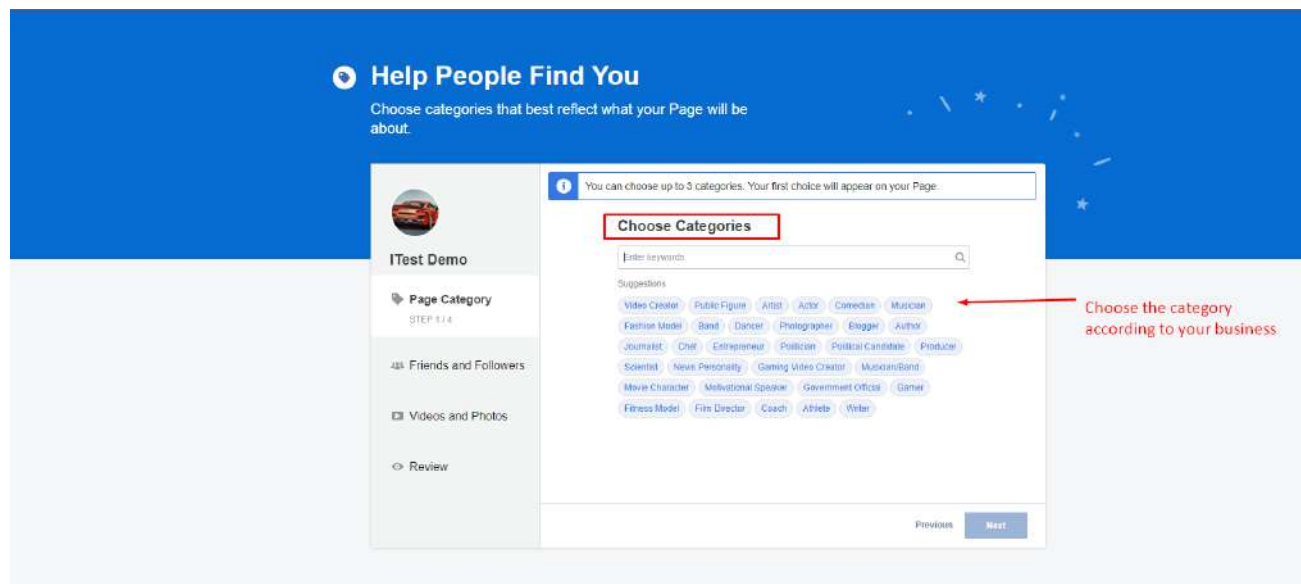 Help People Find You
Choose categories that best reflect what your Page will be
about.
You can choose up to 3 categories. Your first choice will appear on your Page.
Choose Categories
ITest Demo
Enter keywords
Suggestions
Page Category
STEP 1 / 4
Video Creator Public Figure Artist Actor Comedian Musician
Fashion Model Band Dancer Photographer Blogger Author
Journalist Chef Entrepreneur Politician Political Candidate Producer
Scientist News Personality Gaming Video Creator Musician/Band
Movie Character Motivational Speaker Government Official Gamer
Fitness Model Film Director Coach Athlete Writer
Choose the category
according to your business
Friends and Followers
Videos and Photos
Review
Previous Next